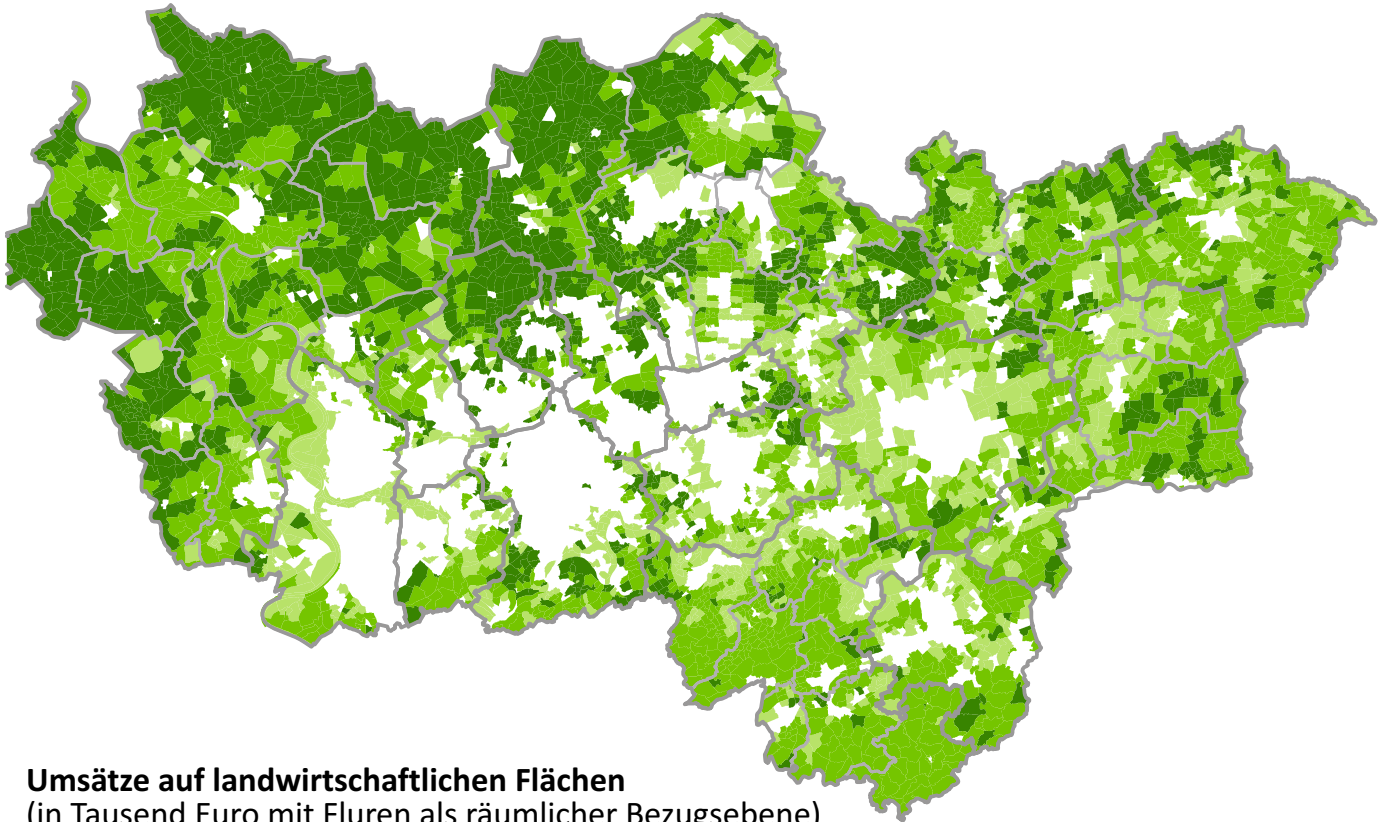 Umsätze auf landwirtschaftlichen Flächen
(in Tausend Euro mit Fluren als räumlicher Bezugsebene)